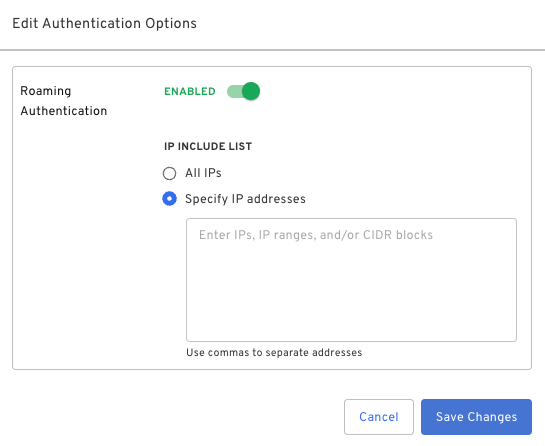 Edit Authentication Options
Roaming
Authentication
ENABLED
IP INCLUDE LIST
All IPs
Specify IP addresses
Enter IPs, IP ranges, and/or CIDR blocks
Use commas to separate addresses
Cancel
Save Changes